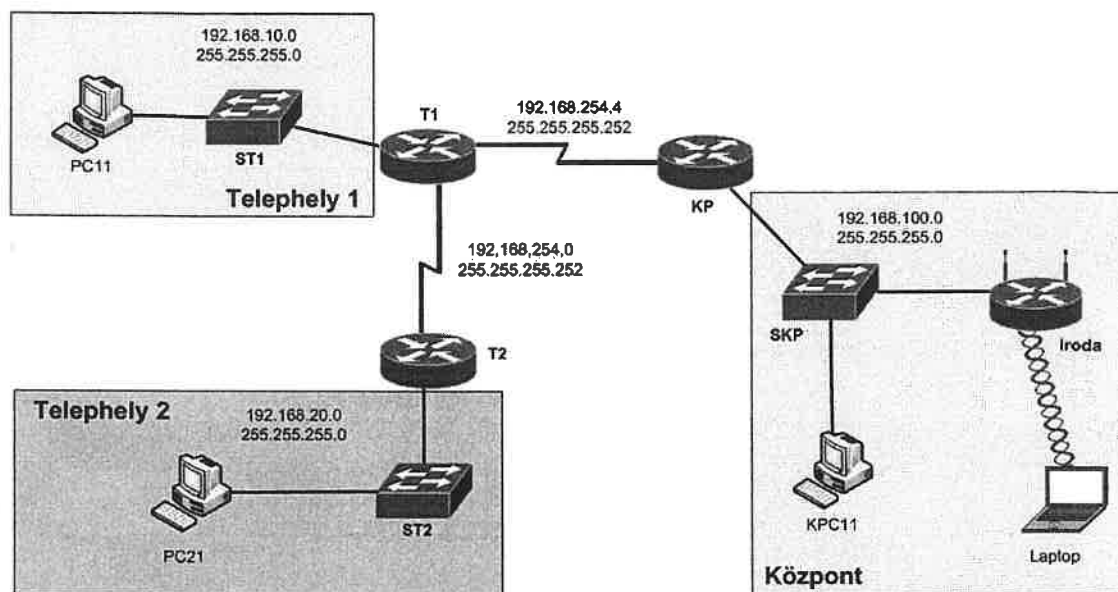 192.168.10.0
255.255.255.0
PC11
ST1
Telephely 1
T1
192.168.254.4
255.255.255.252
KP
192.168.100.0
255.255.255.0
SKP
Iroda
KPC11
Laptop
Központ
192,168,254,0
255.255.255.252
T2
Telephely 2
192.168.20.0
255.255.255.0
PC21
ST2